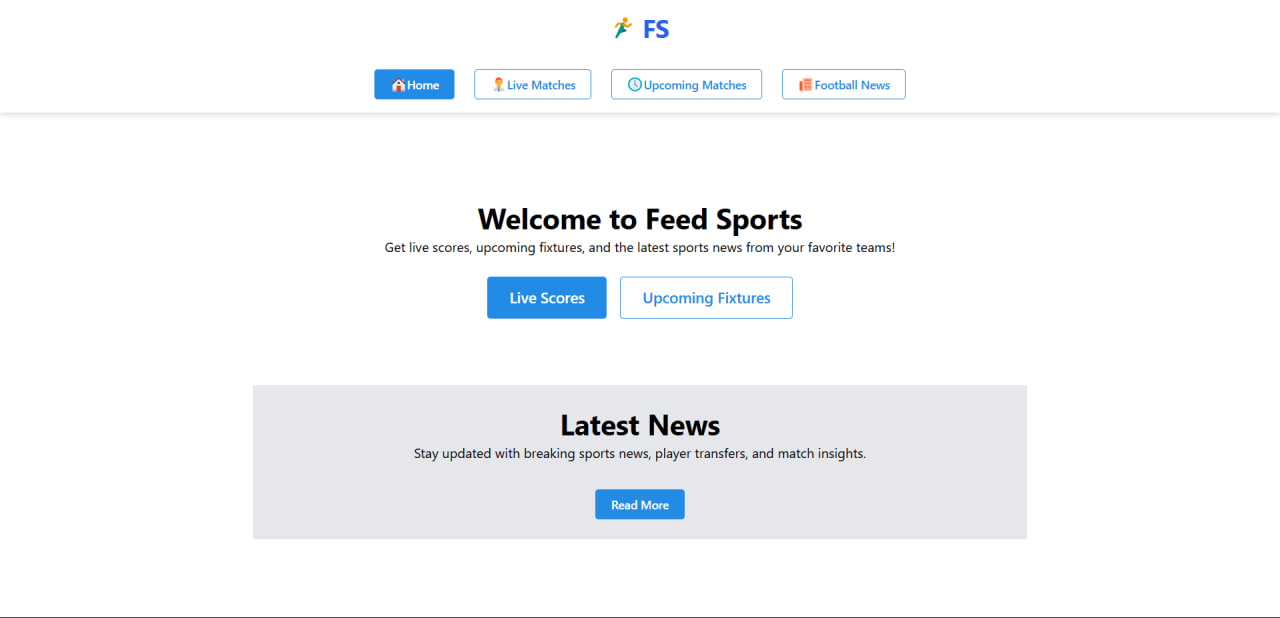 FS
Home Live Matches Upcoming Matches Football News
Welcome to Feed Sports
Get live scores, upcoming fixtures, and the latest sports news from your favorite teams!
Live Scores Upcoming Fixtures
Latest News
Stay updated with breaking sports news, player transfers, and match insights.
Read More